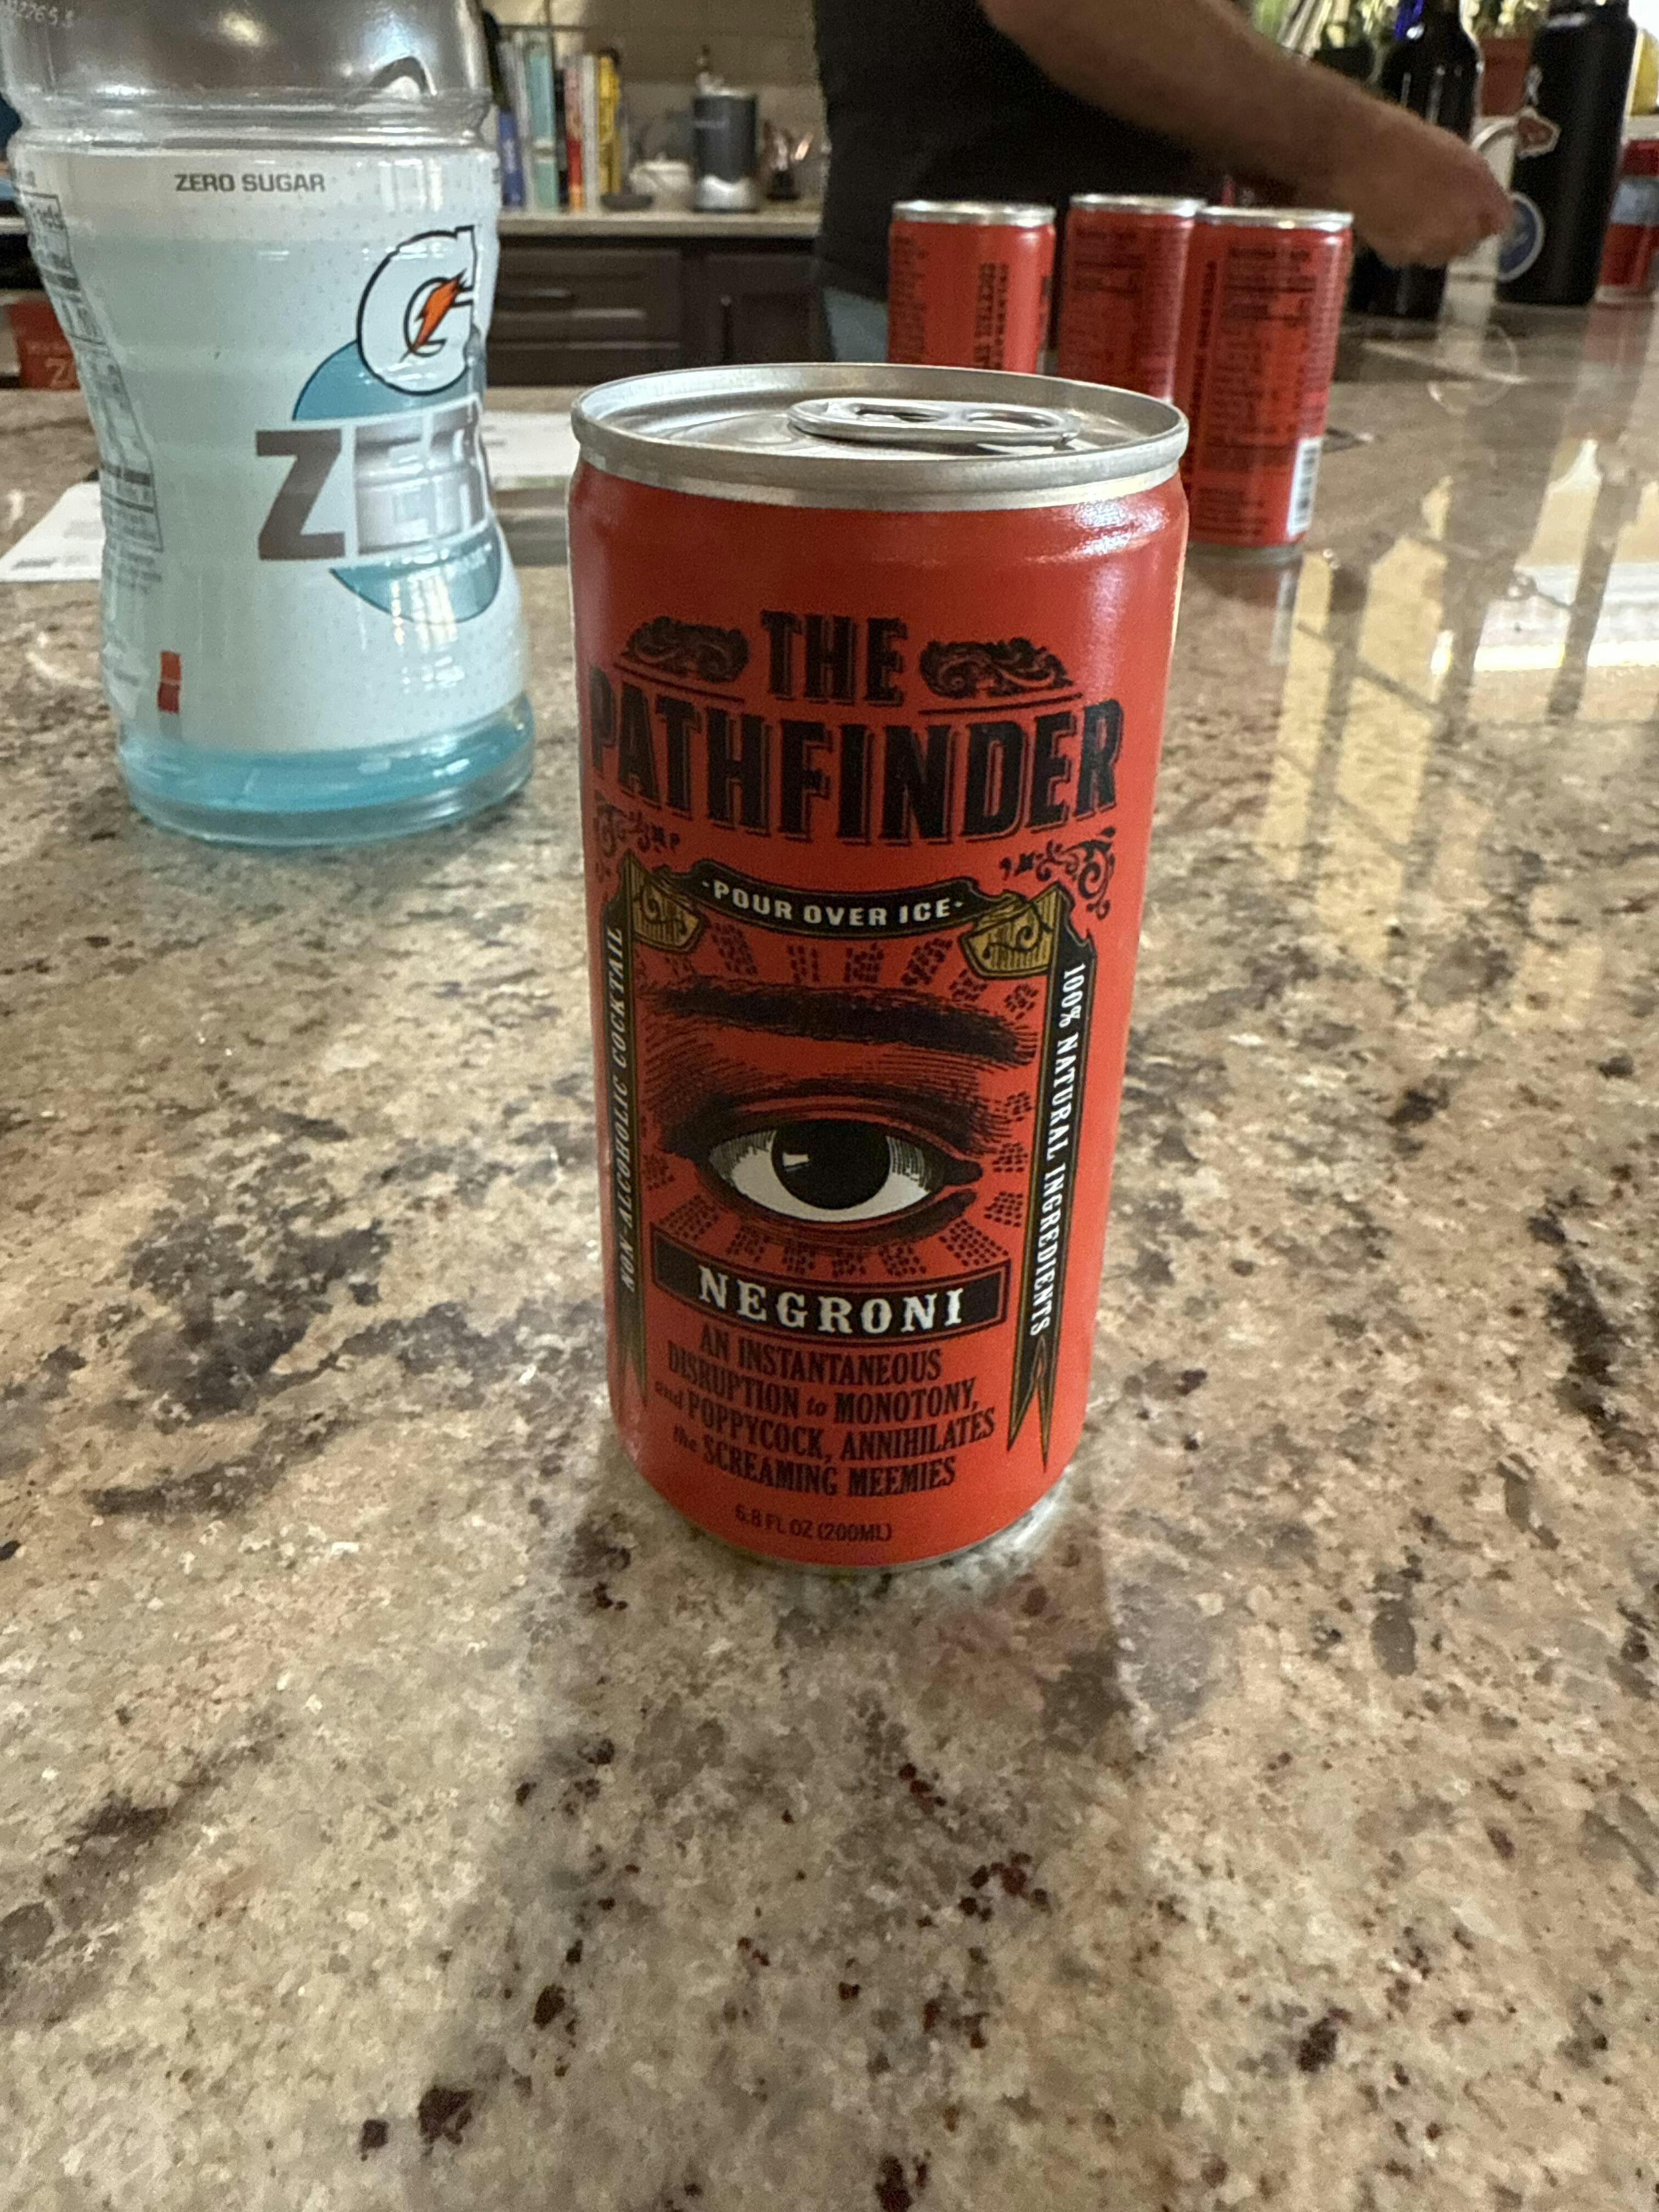 ZERO SUGAR
G
ZER
THE
PATHFINDER
·POUR OVER ICE·
NON-ALCOHOLIC COCKTAIL
100% NATURAL INGREDIENTS
NEGRONI
AN INSTANTANEOUS
DISRUPTION to MONOTONY,
and POPPYCOCK, ANNIHILATES
the SCREAMING MEEMIES
6.8 FL OZ (200ML)